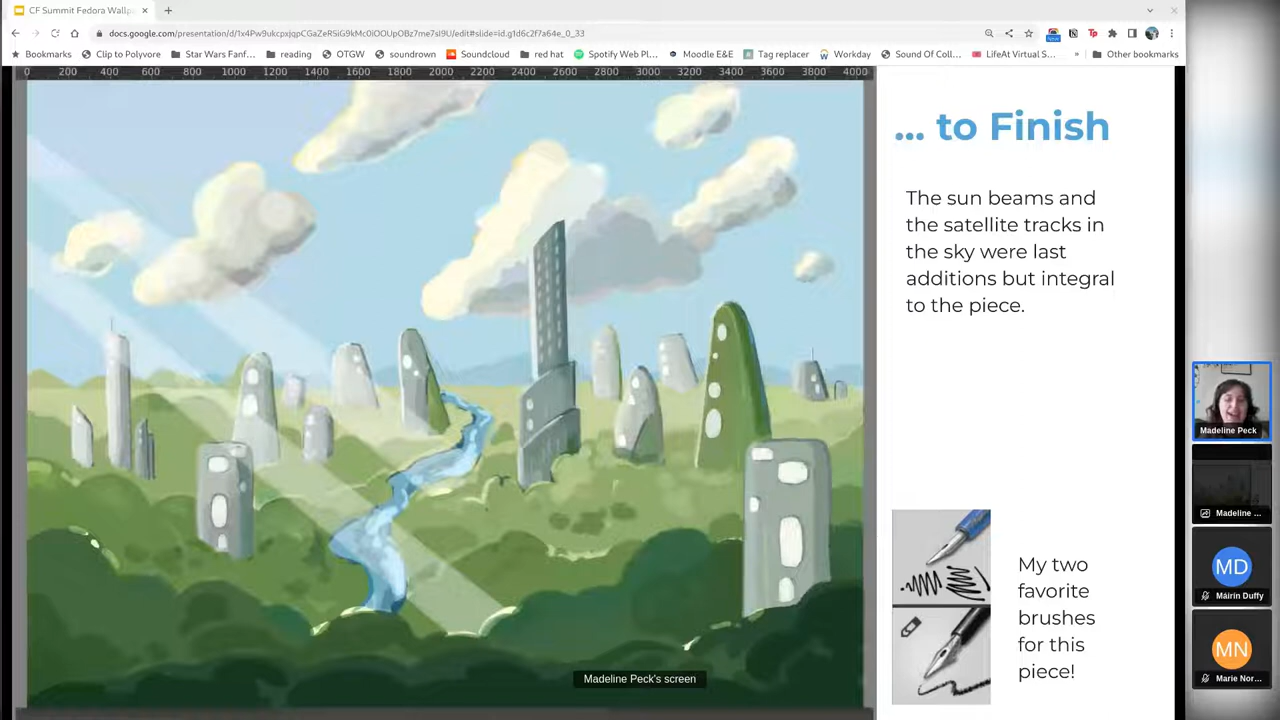 CF Summit Fedora Wallp
docs.google.com/presentation/d/1x4Pw9ukcpxjqpCGaZeRSiG9kMc0iOOUpOBz7me7sI9U/edit#slide=id.g1d6c2f7a64e_0_33
Bookmarks
Clip to Polyvore
Star Wars Fanf...
reading
OTGW
soundrown
Soundcloud
red hat
Spotify Web Pl...
Moodle E&E
Tag replacer
Workday
Sound Of Coll...
LifeAt Virtual S...
»
Other bookmarks
0 200 400 600 800 1000 1200 1400 1600 1800 2000 2200 2400 2600 2800 3000 3200 3400 3600 3800 4000
... to Finish
The sun beams and
the satellite tracks in
the sky were last
additions but integral
to the piece.
My two
favorite
brushes
for this
piece!
Madeline Peck's screen
Madeline Peck
Madeline ...
MD
Máirín Duffy
MN
Marie Nor...